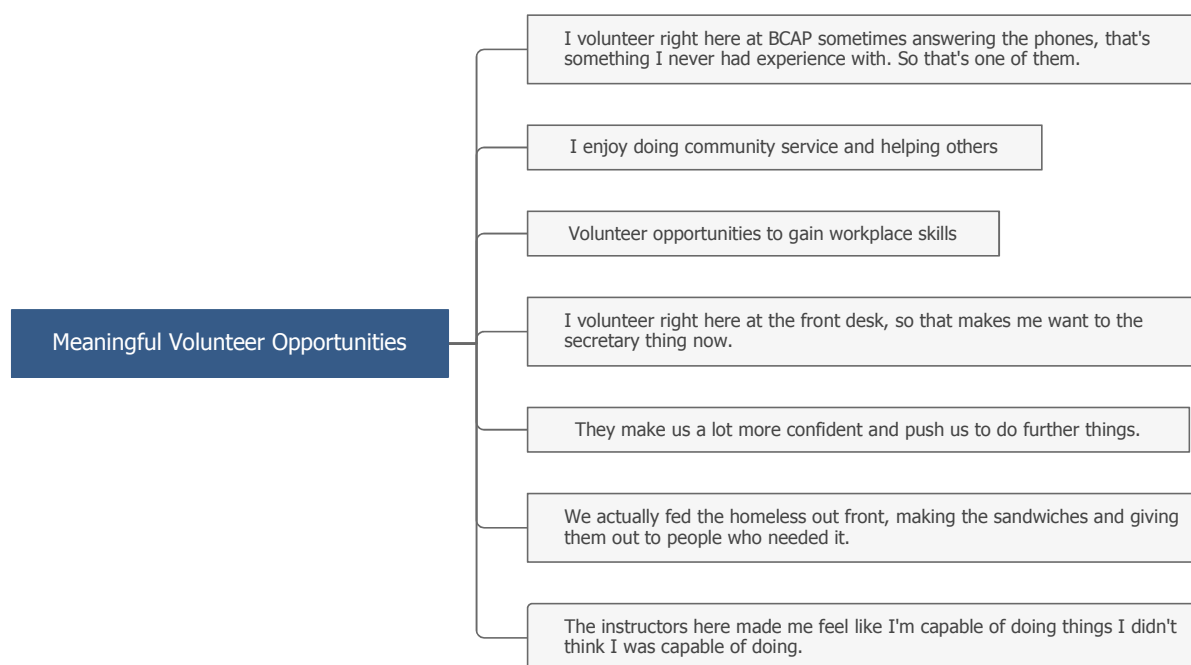 I volunteer right here at BCAP sometimes answering the phones, that's
something I never had experience with. So that's one of them.
I enjoy doing community service and helping others
Volunteer opportunities to gain workplace skills
I volunteer right here at the front desk, so that makes me want to the
secretary thing now.
Meaningful Volunteer Opportunities
They make us a lot more confident and push us to do further things.
We actually fed the homeless out front, making the sandwiches and giving
them out to people who needed it.
The instructors here made me feel like I'm capable of doing things I didn't
think I was capable of doing.